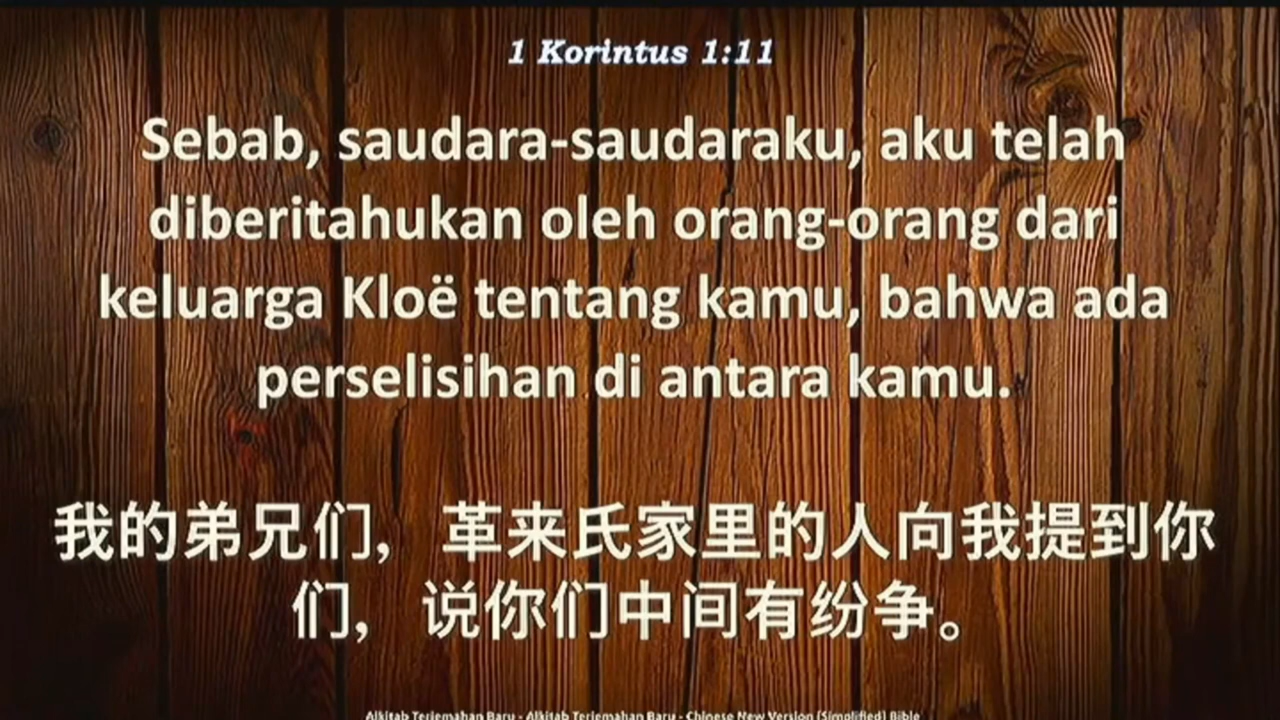 1 Korintus 1:11
Sebab, saudara-saudaraku, aku telah
diberitahukan oleh orang-orang dari
keluarga Kloë tentang kamu, bahwa ada
perselisihan di antara kamu.
我的弟兄们， 革来氏家里的人向我提到你
们， 说你们中间有纷争。
Alkitab Terjemahan Baru - Alkitab Terjemahan Baru - Chinese New Version (Simplified) Bible